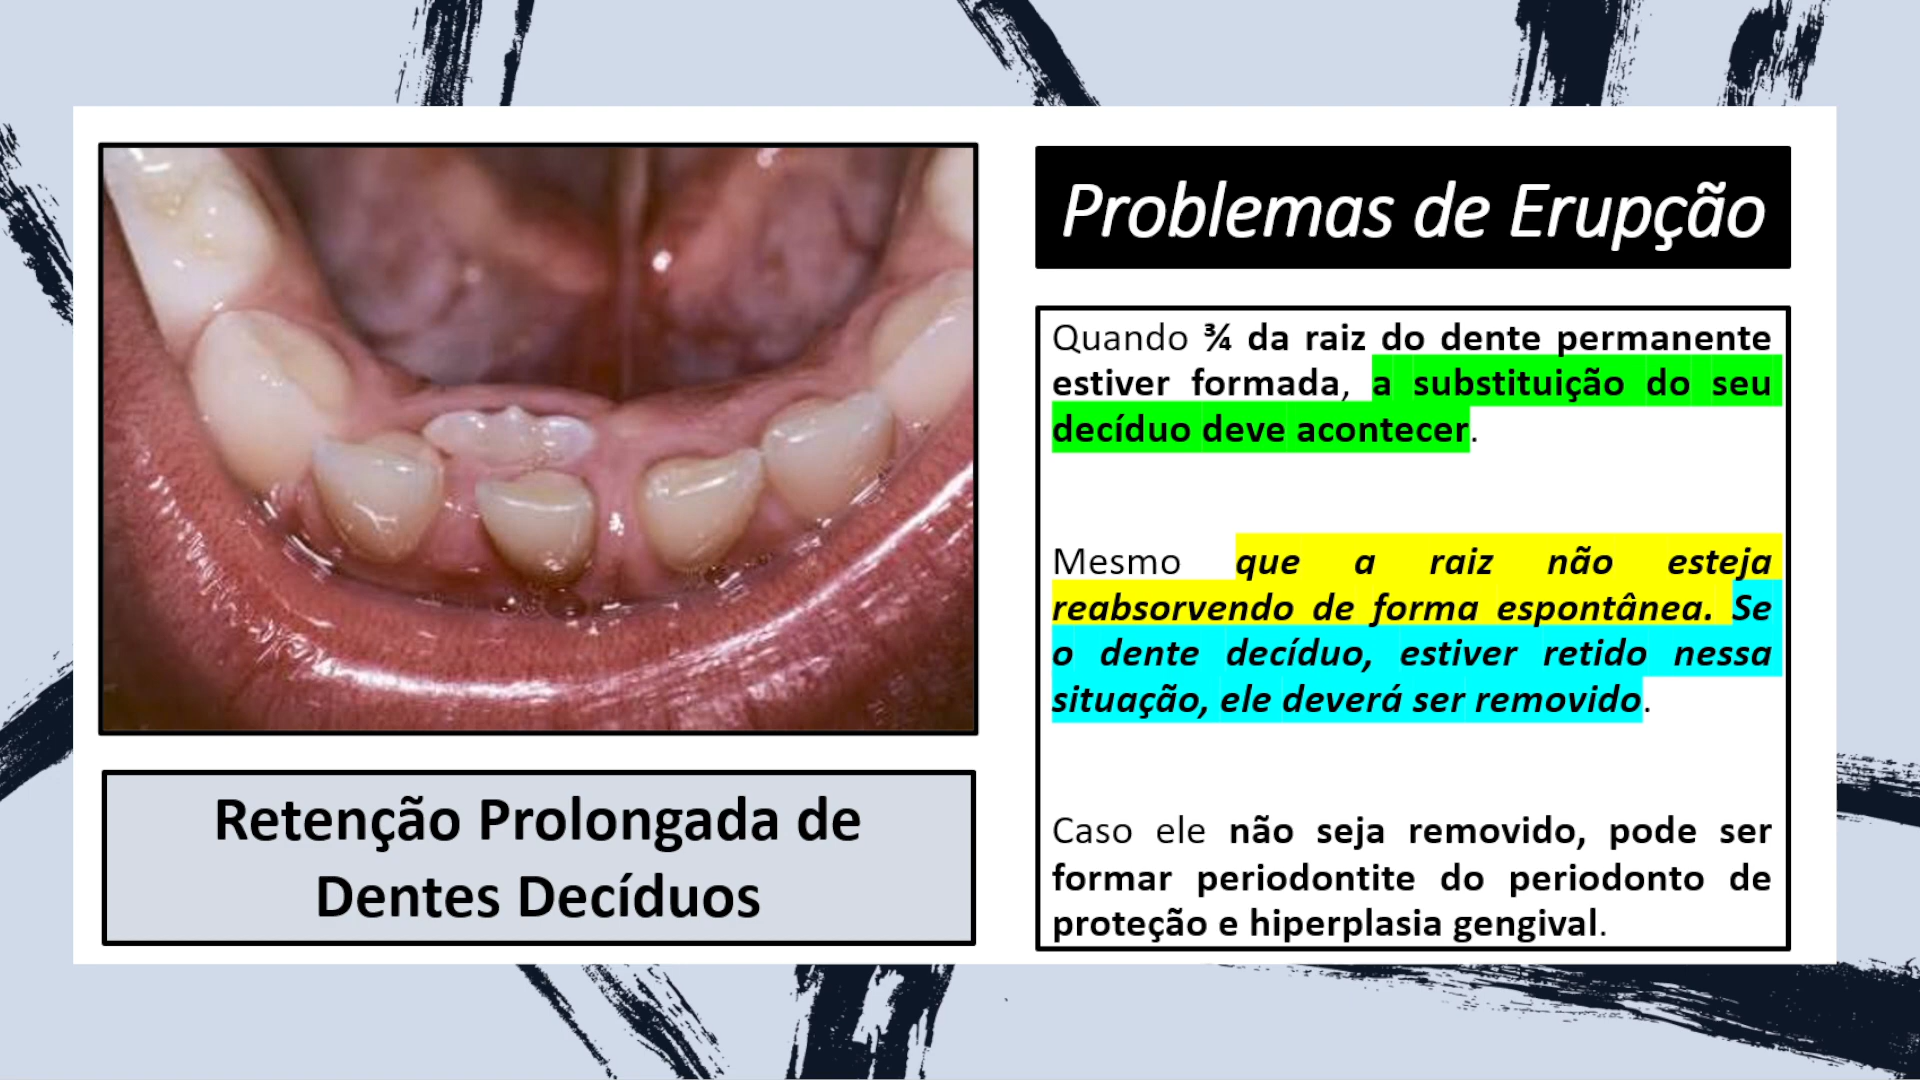 Problemas de Erupção
Quando ¾ da raiz do dente permanente
estiver formada, a substituição do seu
decíduo deve acontecer.
Mesmo que a raiz não esteja
reabsorvendo de forma espontânea. Se
o dente decíduo, estiver retido nessa
situação, ele deverá ser removido.
Caso ele não seja removido, pode ser
formar periodontite do periodonto de
proteção e hiperplasia gengival.
Retenção Prolongada de
Dentes Decíduos